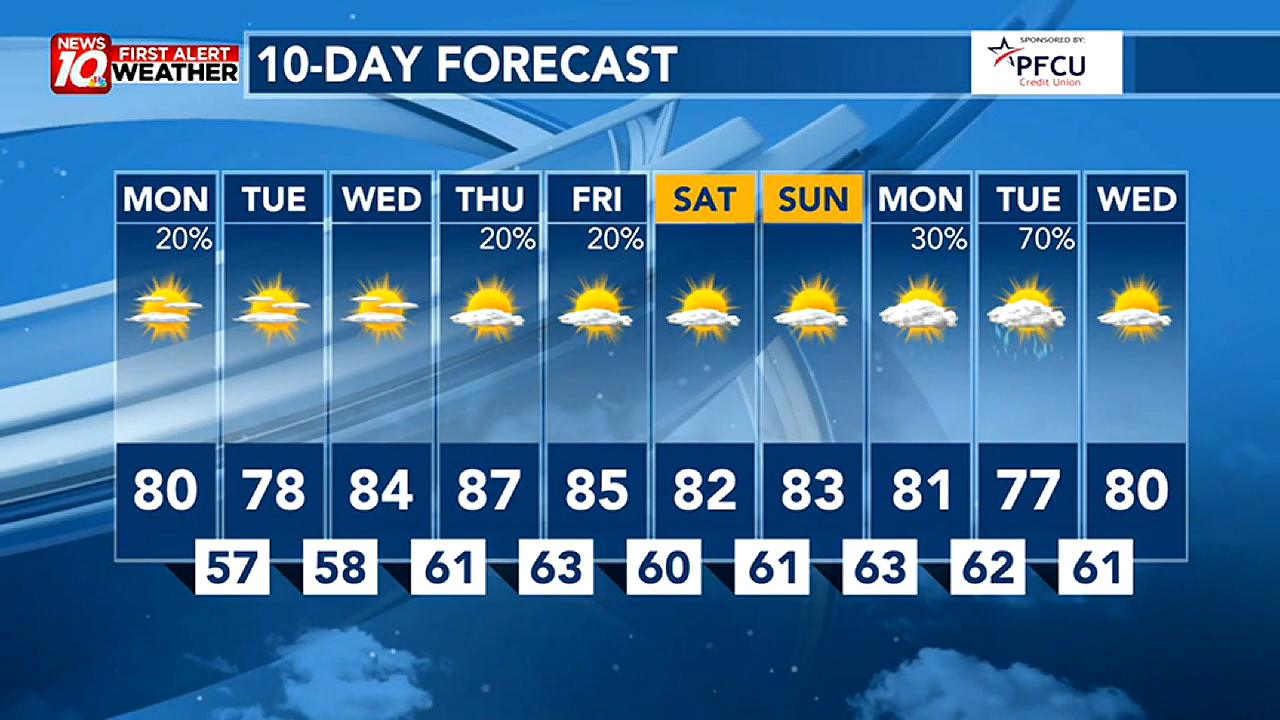 NEWS
10
FIRST ALERT
WEATHER
10-DAY FORECAST
SPONSORED BY:
PFCU
Credit Union
MON TUE WED THU FRI SAT SUN MON TUE WED
20% 20% 20% 30% 70%
80 78 84 87 85 82 83 81 77 80
57 58 61 63 60 61 63 62 61